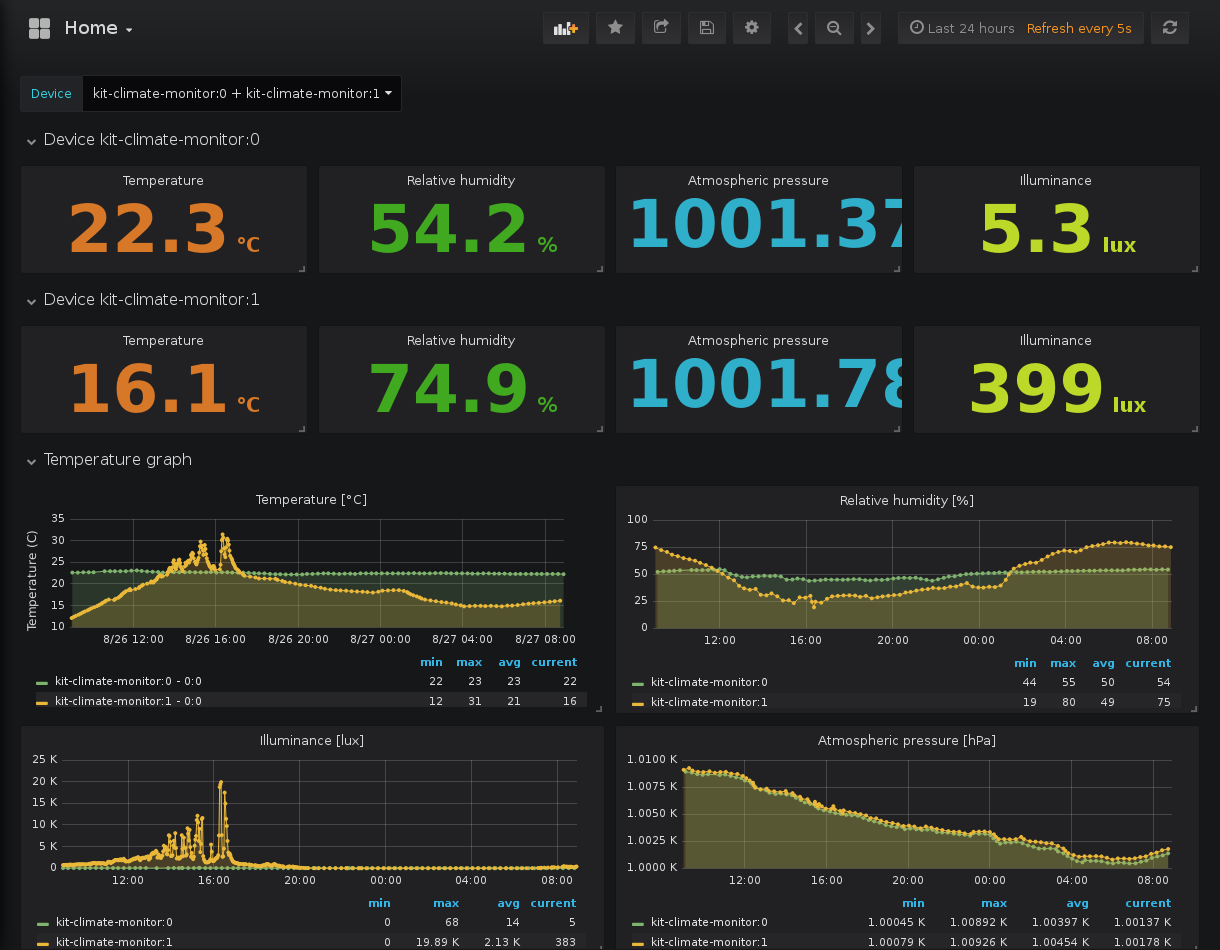 Home
Last 24 hours Refresh every 5s
Device kit-climate-monitor:0 + kit-climate-monitor:1
Device kit-climate-monitor:0
Temperature Relative humidity Atmospheric pressure Illuminance
22.3 °C 54.2 % 1001.37 5.3 lux
Device kit-climate-monitor:1
Temperature Relative humidity Atmospheric pressure Illuminance
16.1 °C 74.9 % 1001.78 399 lux
Temperature graph
Temperature [°C]
Temperature (C)
35
30
25
20
15
10
8/26 12:00 8/26 16:00 8/26 20:00 8/27 00:00 8/27 04:00 8/27 08:00
min max avg current
kit-climate-monitor:0 - 0:0 22 23 23 22
kit-climate-monitor:1 - 0:0 12 31 21 16
Relative humidity [%]
100
75
50
25
0
12:00 16:00 20:00 00:00 04:00 08:00
min max avg current
kit-climate-monitor:0 44 55 50 54
kit-climate-monitor:1 19 80 49 75
Illuminance [lux]
25 K
20 K
15 K
10 K
5 K
0
12:00 16:00 20:00 00:00 04:00 08:00
min max avg current
kit-climate-monitor:0 0 68 14 5
kit-climate-monitor:1 0 19.89 K 2.13 K 383
Atmospheric pressure [hPa]
1.0100 K
1.0075 K
1.0050 K
1.0025 K
1.0000 K
12:00 16:00 20:00 00:00 04:00 08:00
min max avg current
kit-climate-monitor:0 1.00045 K 1.00892 K 1.00397 K 1.00137 K
kit-climate-monitor:1 1.00079 K 1.00926 K 1.00454 K 1.00178 K